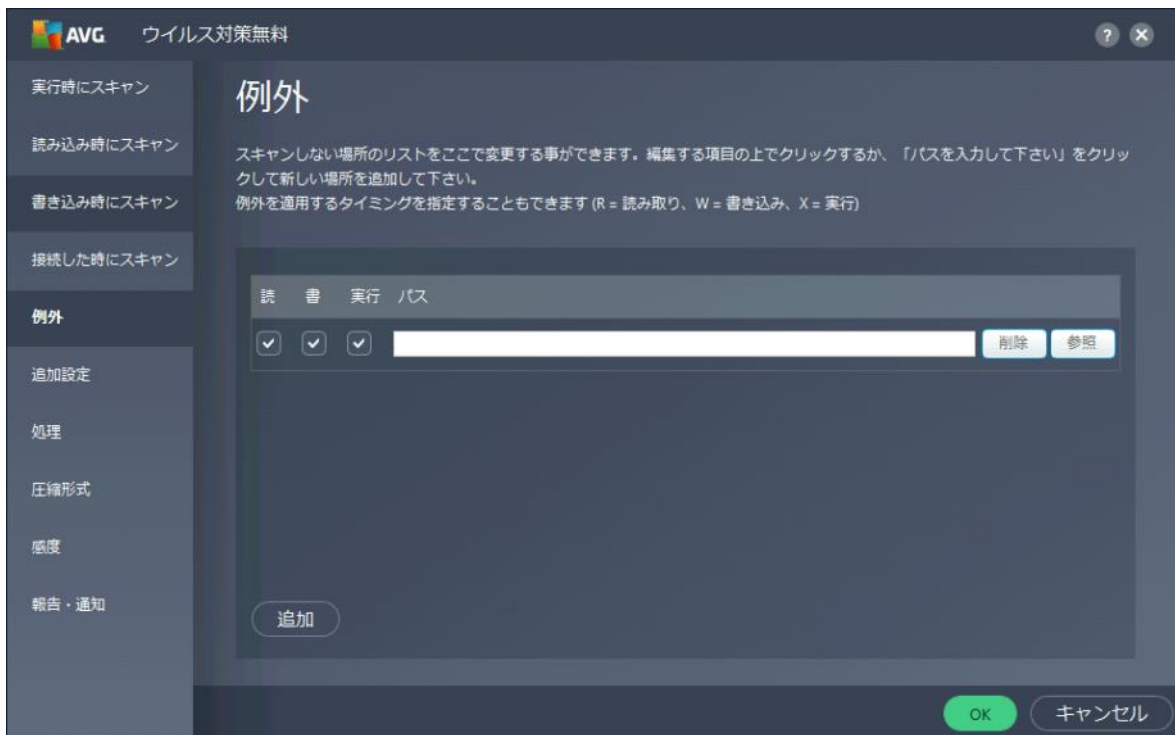 AVG ウイルス対策無料
? ×
実行時にスキャン
読み込み時にスキャン
書き込み時にスキャン
接続した時にスキャン
例外
追加設定
処理
圧縮形式
感度
報告・通知
例外
スキャンしない場所のリストをここで変更する事ができます。編集する項目の上でクリックするか、「パスを入力して下さい」をクリッ
クして新しい場所を追加して下さい。
例外を適用するタイミングを指定することもできます (R = 読み取り、W = 書き込み、X = 実行)
読 書 実行 パス
削除 参照
追加
OK キャンセル